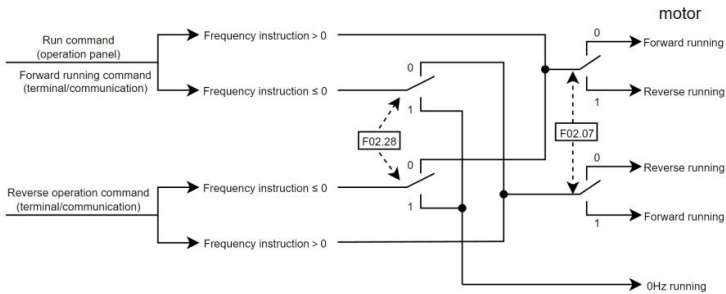 motor
Run command
(operation panel)
Forward running command
(terminal/communication)
Frequency instruction > 0
Frequency instruction ≤ 0
0
1
F02.28
0
Forward running
1
Reverse running
F02.07
Reverse operation command
(terminal/communication)
Frequency instruction ≤ 0
Frequency instruction > 0
0
1
0
Reverse running
1
Forward running
0Hz running